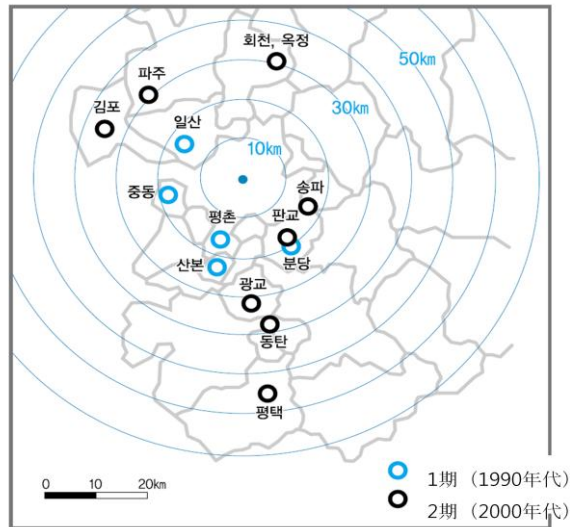 회천, 옥정
50㎞
파주
김포
30㎞
일산
10㎞
중동
송파
평촌
판교
산본
분당
광교
동탄
평택
0 10 20㎞
1期（1990年代）
2期（2000年代）